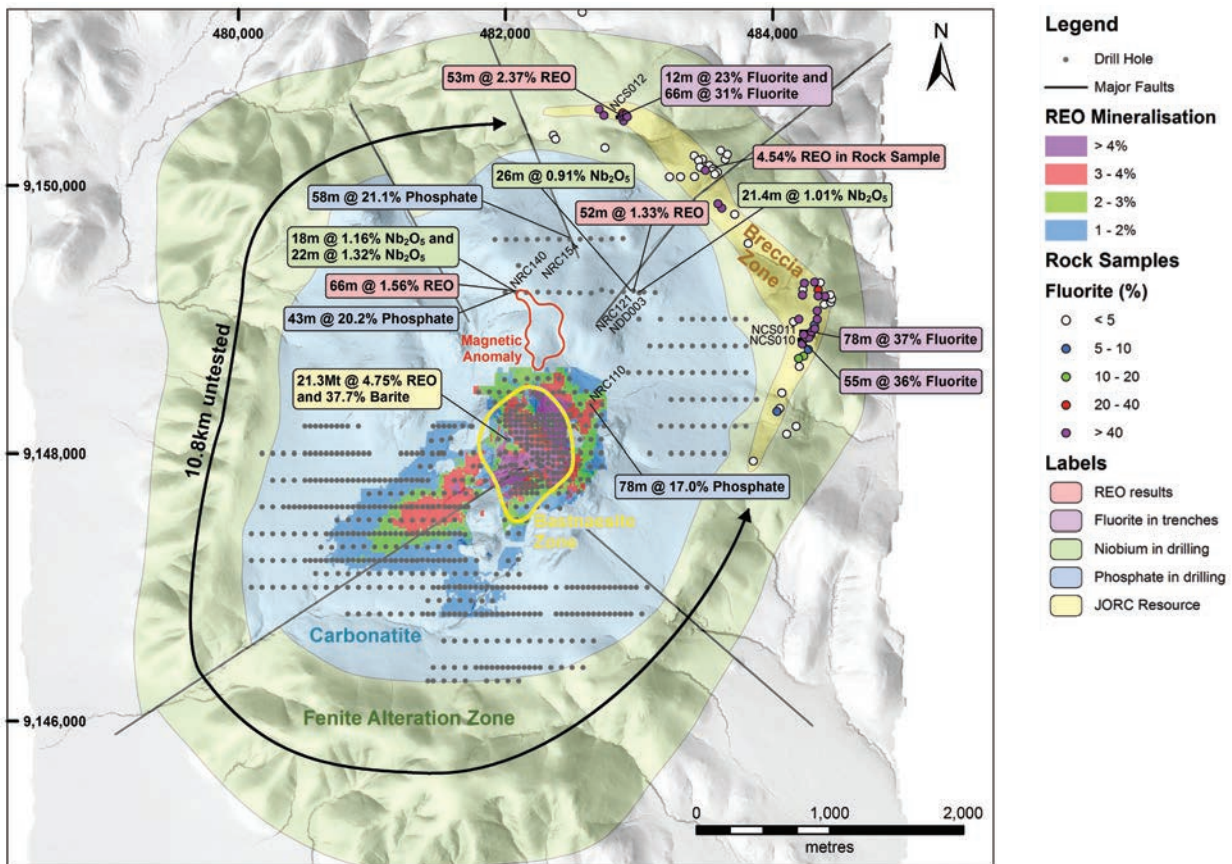 480,000
482,000
484,000
N
53m @ 2.37% REO
NCS012
12m @ 23% Fluorite and
66m @ 31% Fluorite
4.54% REO in Rock Sample
9,150,000
26m @ 0.91% Nb₂O₅
58m @ 21.1% Phosphate
21.4m @ 1.01% Nb₂O₅
52m @ 1.33% REO
Breccia
Zone
18m @ 1.16% Nb₂O₅ and
22m @ 1.32% Nb₂O₅
NRC140
NRC154
66m @ 1.56% REO
43m @ 20.2% Phosphate
NRC121
NDD003
Magnetic
Anomaly
NCS011
NCS010
78m @ 37% Fluorite
55m @ 36% Fluorite
21.3Mt @ 4.75% REO
and 37.7% Barite
NRC110
10.8km untested
9,148,000
78m @ 17.0% Phosphate
Bastnaesite
Zone
Carbonatite
Fenite Alteration Zone
9,146,000
0
1,000
2,000
metres
Legend
Drill Hole
Major Faults
REO Mineralisation
> 4%
3 - 4%
2 - 3%
1 - 2%
Rock Samples
Fluorite (%)
< 5
5 - 10
10 - 20
20 - 40
> 40
Labels
REO results
Fluorite in trenches
Niobium in drilling
Phosphate in drilling
JORC Resource